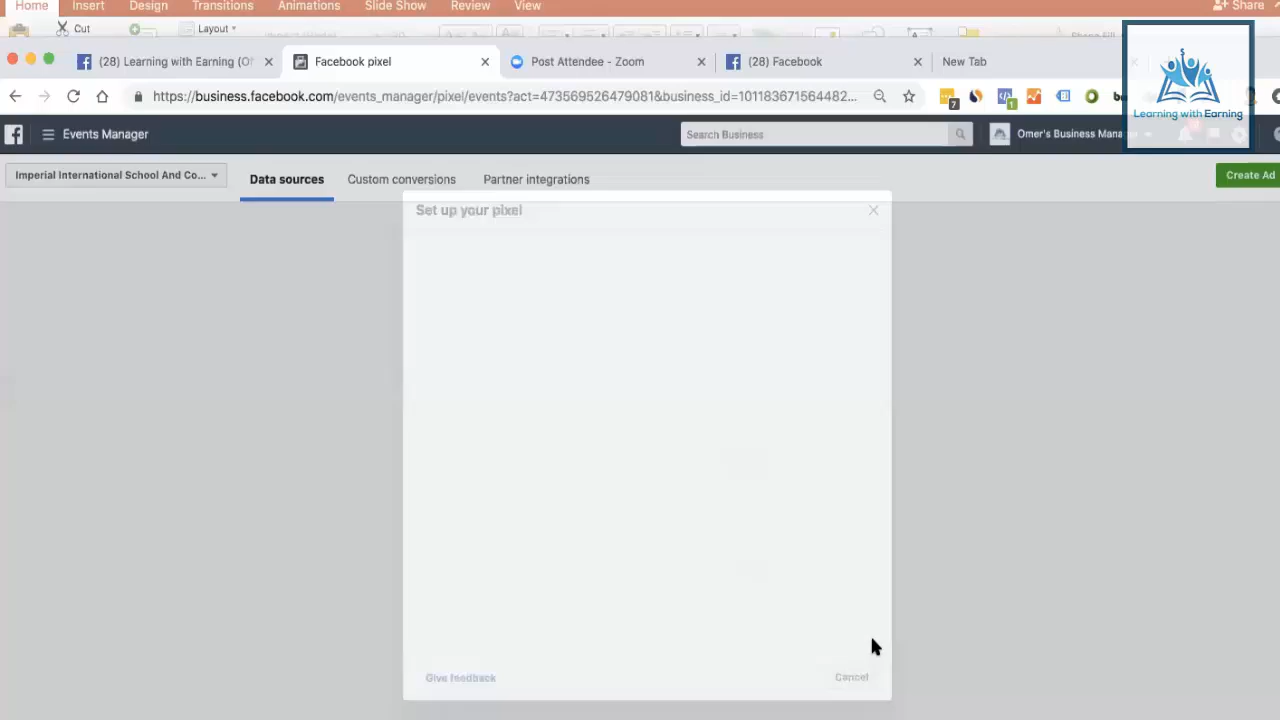 Home Insert Design Transitions Animations Slide Show Review View Share
Cut Layout
(28) Learning with Earning (Of Facebook pixel Post Attendee - Zoom (28) Facebook New Tab
https://business.facebook.com/events_manager/pixel/events?act=473569526479081&business_id=101183671564482... 7 1
Learning with Earning
Events Manager Search Business Omer's Business Mana
Imperial International School And Co... Data sources Custom conversions Partner integrations Create Ad
Set up your pixel
Give feedback Cancel